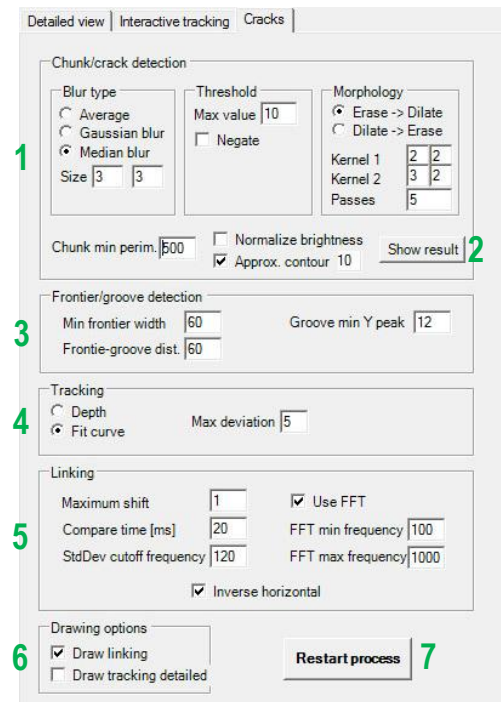 Detailed view Interactive tracking Cracks
Chunk/crack detection
Blur type
Average
Gaussian blur
Median blur
Size 3 3
Threshold
Max value 10
Negate
Morphology
Erase -> Dilate
Dilate -> Erase
Kernel 1 2 2
Kernel 2 3 2
Passes 5
1
Chunk min perim. 500
Normalize brightness
Approx. contour 10
Show result
2
Frontier/groove detection
3
Min frontier width 60
Groove min Y peak 12
Frontie-groove dist. 60
Tracking
4
Depth
Fit curve
Max deviation 5
Linking
5
Maximum shift 1
Use FFT
Compare time [ms] 20
FFT min frequency 100
StdDev cutoff frequency 120
FFT max frequency 1000
Inverse horizontal
Drawing options
6
Draw linking
Draw tracking detailed
Restart process
7